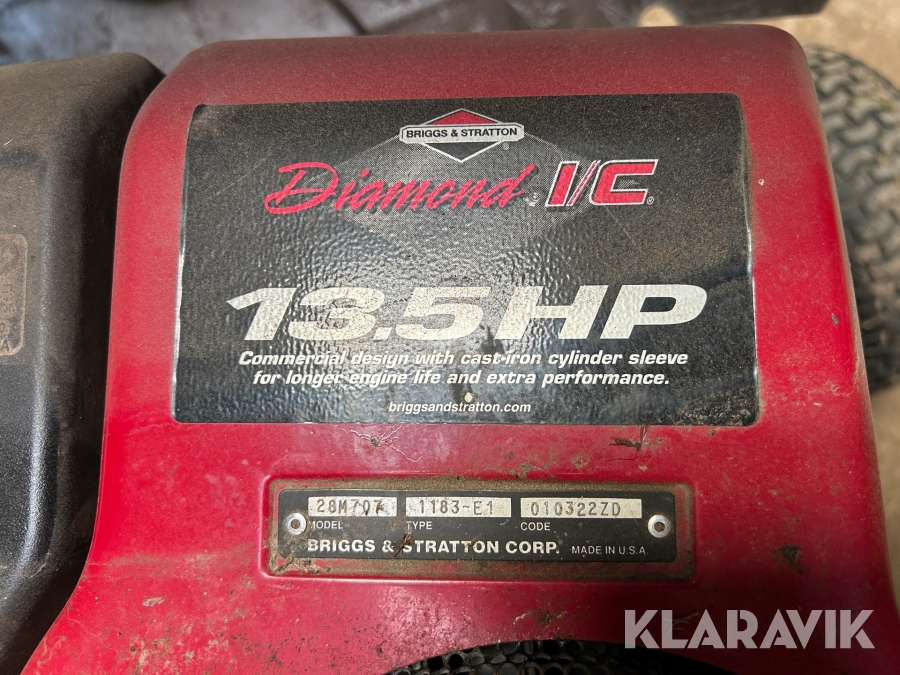 BRIGGS & STRATTON
®
Diamond I/C®
13.5 HP
Commercial design with cast-iron cylinder sleeve
for longer engine life and extra performance.
briggsandstratton.com
28M707 1183-E1 010322ZD
MODEL TYPE CODE
BRIGGS & STRATTON CORP. MADE IN U.S.A.
KLARAVIK